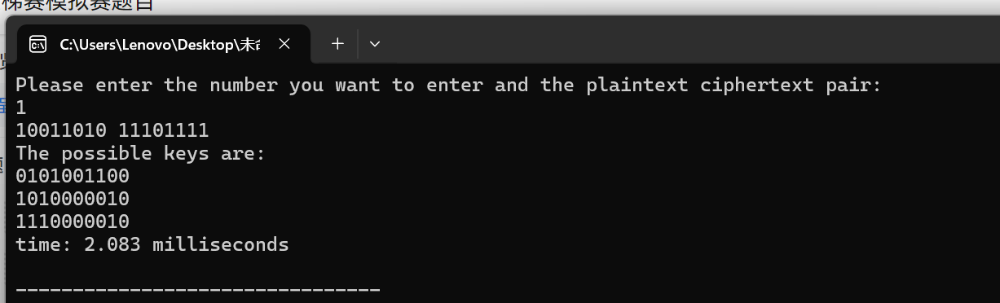 梯赛模拟赛题目
C:\Users\Lenovo\Desktop\未
Please enter the number you want to enter and the plaintext ciphertext pair:
1
10011010 11101111
The possible keys are:
0101001100
1010000010
1110000010
time: 2.083 milliseconds
--------------------------------